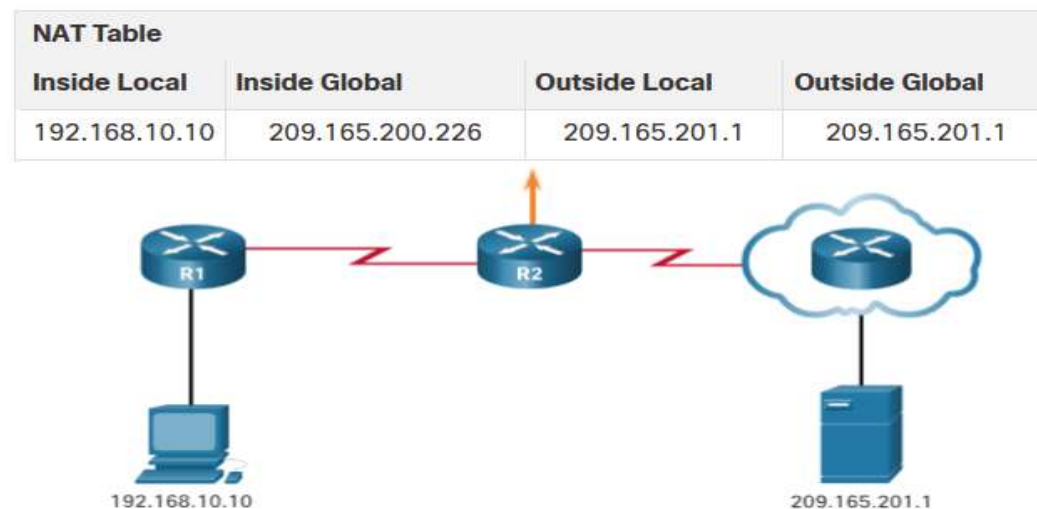 NAT Table
Inside Local Inside Global Outside Local Outside Global
192.168.10.10 209.165.200.226 209.165.201.1 209.165.201.1
R1 R2
192.168.10.10 209.165.201.1